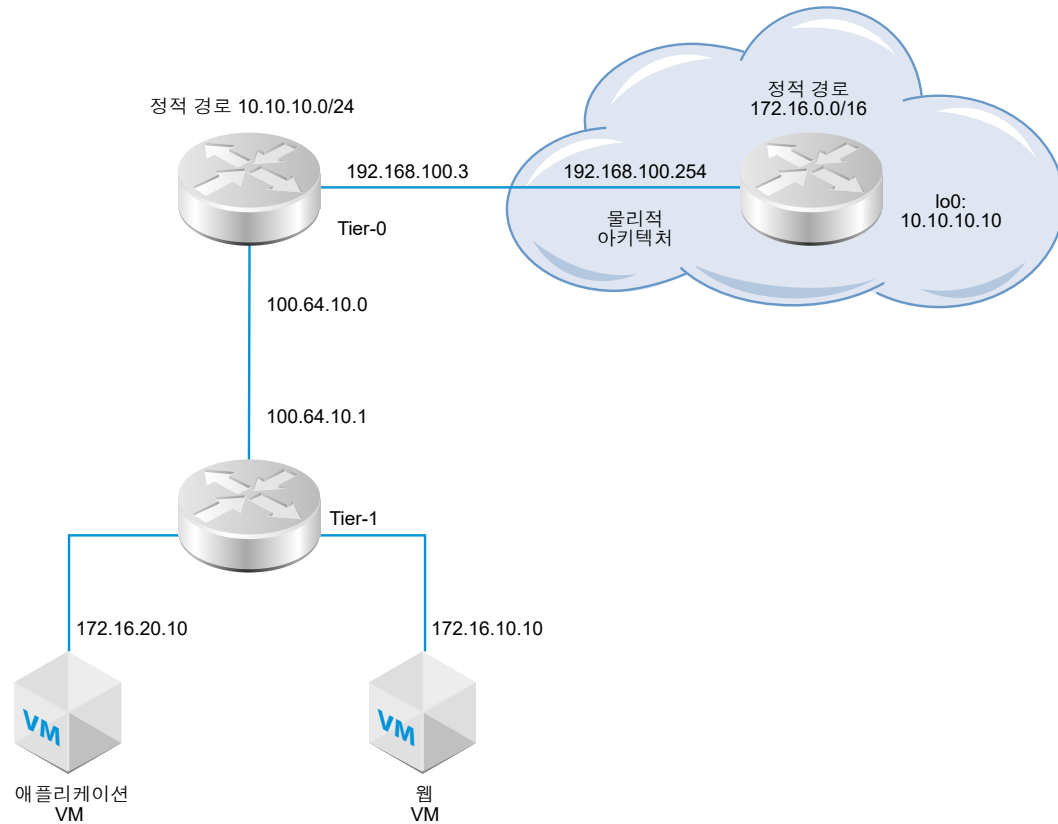 정적 경로
172.16.0.0/16
정적 경로 10.10.10.0/24
192.168.100.3
192.168.100.254
lo0:
10.10.10.10
물리적
아키텍처
Tier-0
100.64.10.0
100.64.10.1
Tier-1
172.16.20.10
172.16.10.10
VM
VM
애플리케이션
VM
웹
VM